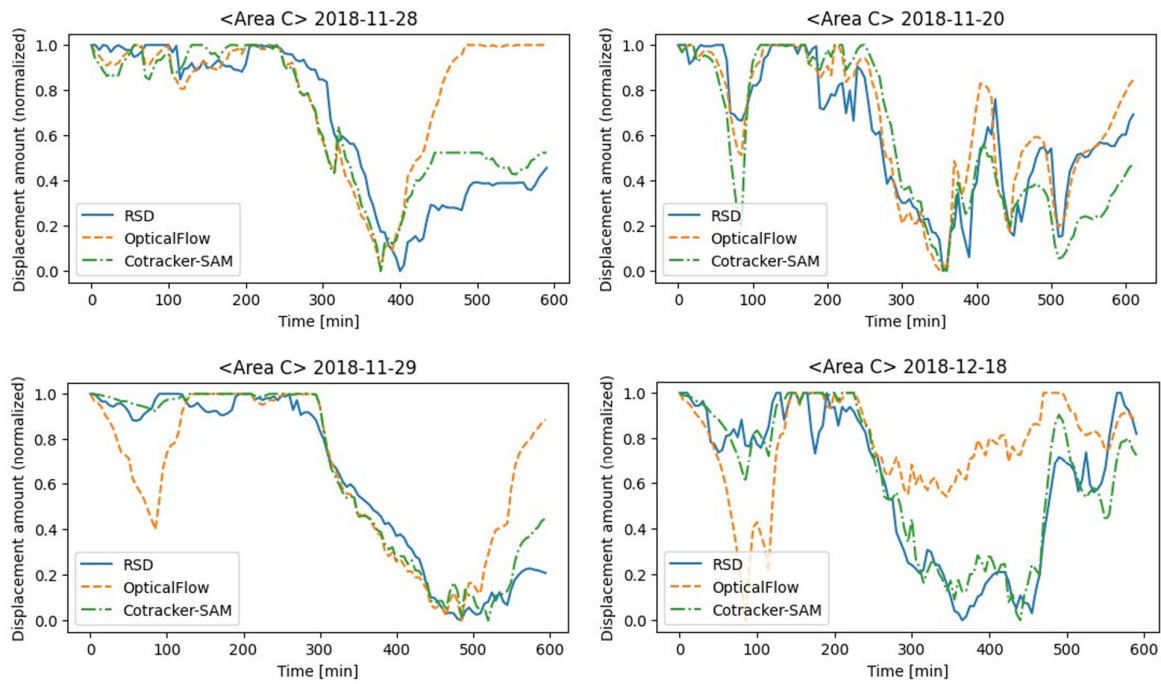 <Area C> 2018-11-28
Displacement amount (normalized)
1.0
0.8
0.6
0.4
0.2
0.0
RSD
OpticalFlow
Cotracker-SAM
0 100 200 300 400 500 600
Time [min]
<Area C> 2018-11-20
Displacement amount (normalized)
1.0
0.8
0.6
0.4
0.2
0.0
RSD
OpticalFlow
Cotracker-SAM
0 100 200 300 400 500 600
Time [min]
<Area C> 2018-11-29
Displacement amount (normalized)
1.0
0.8
0.6
0.4
0.2
0.0
RSD
OpticalFlow
Cotracker-SAM
0 100 200 300 400 500 600
Time [min]
<Area C> 2018-12-18
Displacement amount (normalized)
1.0
0.8
0.6
0.4
0.2
0.0
RSD
OpticalFlow
Cotracker-SAM
0 100 200 300 400 500 600
Time [min]